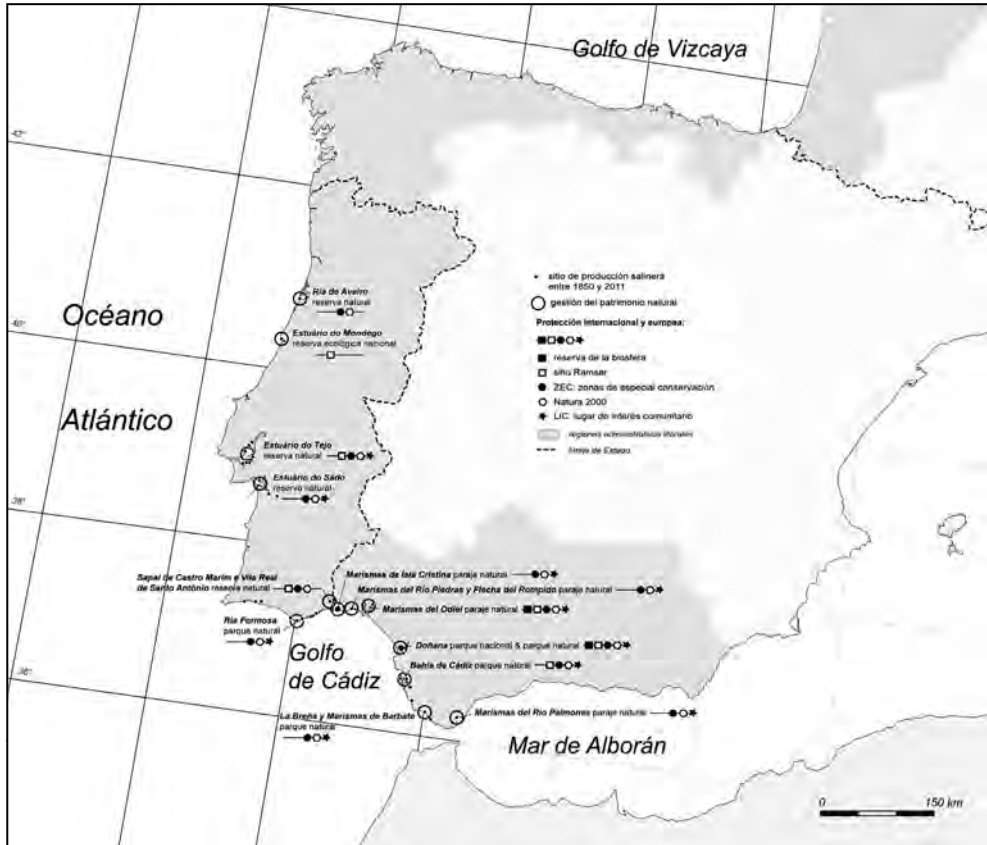 Golfo de Vizcaya
42°
Océano
Atlántico
40°
38°
36°
Ría de Aveiro
reserva natural
Estuário do Mondego
reserva ecológica nacional
Estuário do Tejo
reserva natural
Estuário do Sado
reserva natural
sitio de producción salinera
entre 1850 y 2011
gestión del patrimonio natural
Protección internacional y europea:
reserva de la biosfera
sitio Ramsar
ZEC: zonas de especial conservación
Natura 2000
LIC: lugar de interés comunitario
regiones administrativas litorales
límite de Estado
Sapal de Castro Marim e Vila Real
de Santo António reserva natural
Ria Formosa
parque natural
Marismas de Isla Cristina paraje natural
Marismas del Río Piedras y Flecha del Rompido paraje natural
Marismas del Odiel paraje natural
Doñana parque nacional & parque natural
Bahía de Cádiz parque natural
Golfo
de Cádiz
La Breña y Marismas de Barbate
parque natural
Marismas del Río Palmones paraje natural
Mar de Alborán
0 150 km